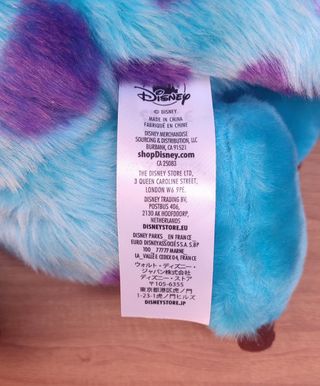 Disney
© DISNEY
MADE IN CHINA
FABRIQUÉ EN CHINE
DISNEY MERCHANDISE
SOURCING & DISTRIBUTION, LLC
BURBANK, CA 91521
shopDisney.com
CA 25083
THE DISNEY STORE LTD,
3 QUEEN CAROLINE STREET,
LONDON W6 9PE.
DISNEY TRADING BV,
POSTBUS 406,
2130 AK HOOFDDORP,
NETHERLANDS
DISNEYSTORE.EU
DISNEY PARKS EN FRANCE
EURO DISNEY ASSOCIÉS S.A.S. BP
100 77777 MARNE
LA VALLÉE CEDEX 04, FRANCE
ウォルト・ディズニー・
ジャパン株式会社
ディズニー・ストア
〒105-6355
東京都港区虎ノ門
1-23-1虎ノ門ヒルズ
DISNEYSTORE.JP